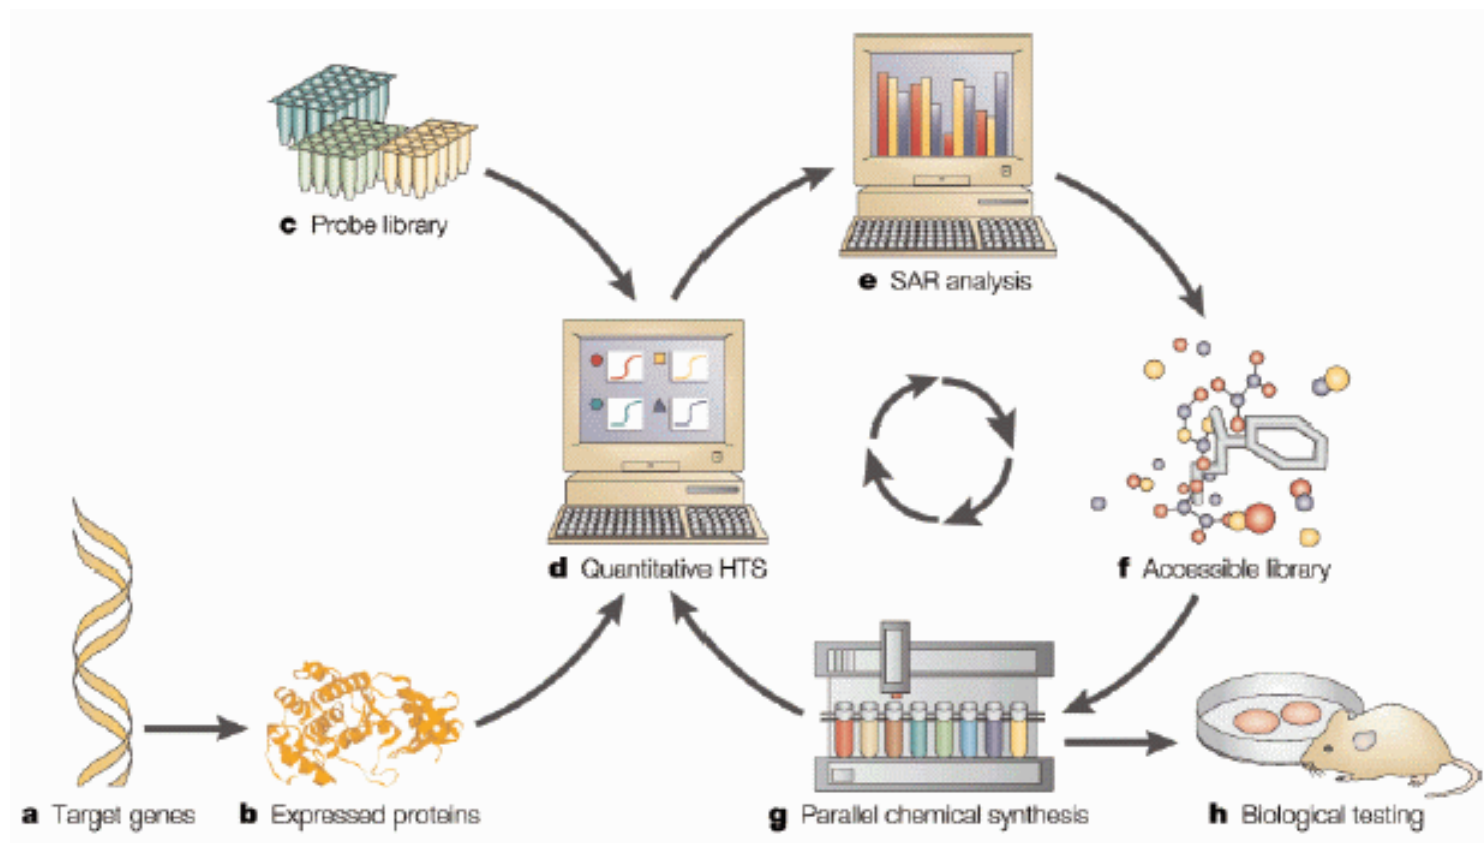 c Probe library
e SAR analysis
d Quantitative HTS
f Accessible library
a Target genes
b Expressed proteins
g Parallel chemical synthesis
h Biological testing